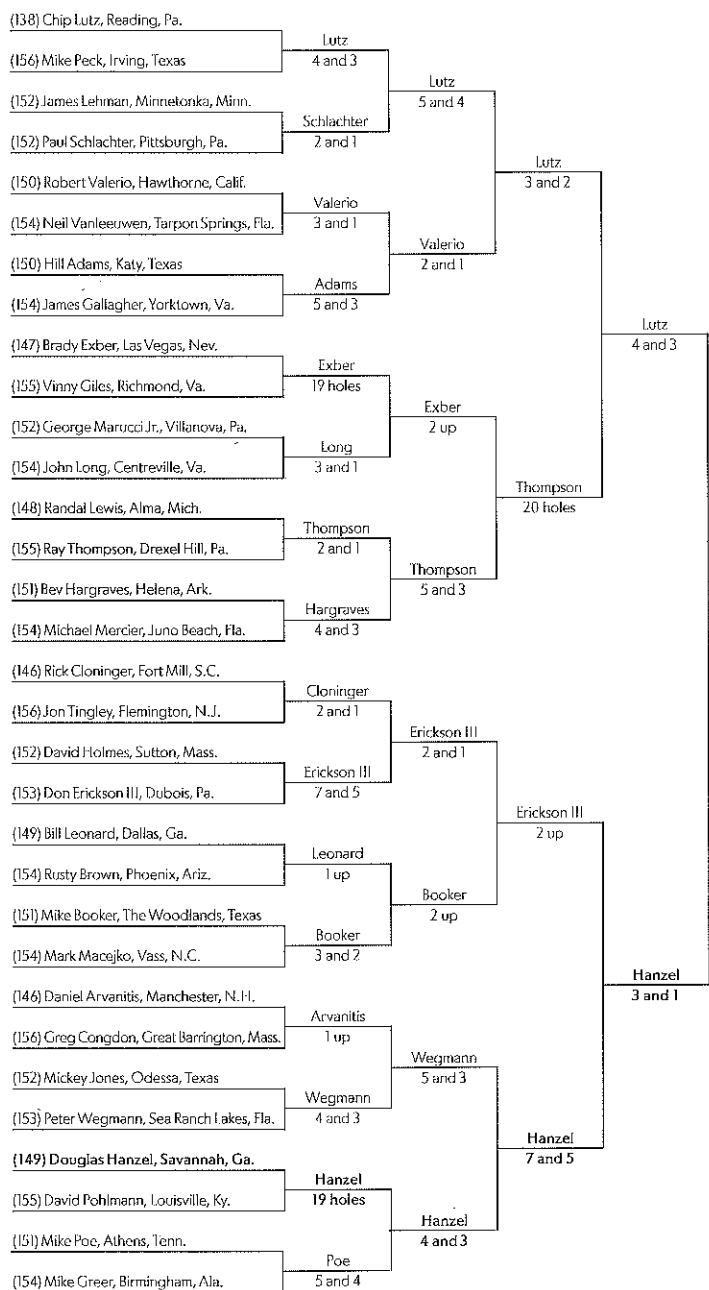 (138) Chip Lutz, Reading, Pa.
(156) Mike Peck, Irving, Texas
(152) James Lehman, Minnetonka, Minn.
(152) Paul Schlachter, Pittsburgh, Pa.
(150) Robert Valerio, Hawthorne, Calif.
(154) Neil Vanleeuwen, Tarpon Springs, Fla.
(150) Hill Adams, Katy, Texas
(154) James Gallagher, Yorktown, Va.
(147) Brady Exber, Las Vegas, Nev.
(155) Vinny Giles, Richmond, Va.
(152) George Marucci Jr., Villanova, Pa.
(154) John Long, Centreville, Va.
(148) Randal Lewis, Alma, Mich.
(155) Ray Thompson, Drexel Hill, Pa.
(151) Bev Hargraves, Helena, Ark.
(154) Michael Mercier, Juno Beach, Fla.
(146) Rick Cloninger, Fort Mill, S.C.
(156) Jon Tingley, Flemington, N.J.
(152) David Holmes, Sutton, Mass.
(153) Don Erickson III, Dubois, Pa.
(149) Bill Leonard, Dallas, Ga.
(154) Rusty Brown, Phoenix, Ariz.
(151) Mike Booker, The Woodlands, Texas
(154) Mark Macejko, Vass, N.C.
(146) Daniel Arvanitis, Manchester, N.H.
(156) Greg Congdon, Great Barrington, Mass.
(152) Mickey Jones, Odessa, Texas
(153) Peter Wegmann, Sea Ranch Lakes, Fla.
(149) Douglas Hanzel, Savannah, Ga.
(155) David Pohlmann, Louisville, Ky.
(151) Mike Poe, Athens, Tenn.
(154) Mike Greer, Birmingham, Ala.
Lutz
4 and 3
Schlachter
2 and 1
Valerio
3 and 1
Adams
5 and 3
Exber
19 holes
Long
3 and 1
Thompson
2 and 1
Hargraves
4 and 3
Cloninger
2 and 1
Erickson III
7 and 5
Leonard
1 up
Booker
3 and 2
Arvanitis
1 up
Wegmann
4 and 3
Hanzel
19 holes
Poe
5 and 4
Lutz
5 and 4
Valerio
2 and 1
Exber
2 up
Thompson
5 and 3
Erickson III
2 and 1
Booker
2 up
Wegmann
5 and 3
Hanzel
4 and 3
Lutz
3 and 2
Thompson
20 holes
Erickson III
2 up
Hanzel
7 and 5
Lutz
4 and 3
Hanzel
3 and 1